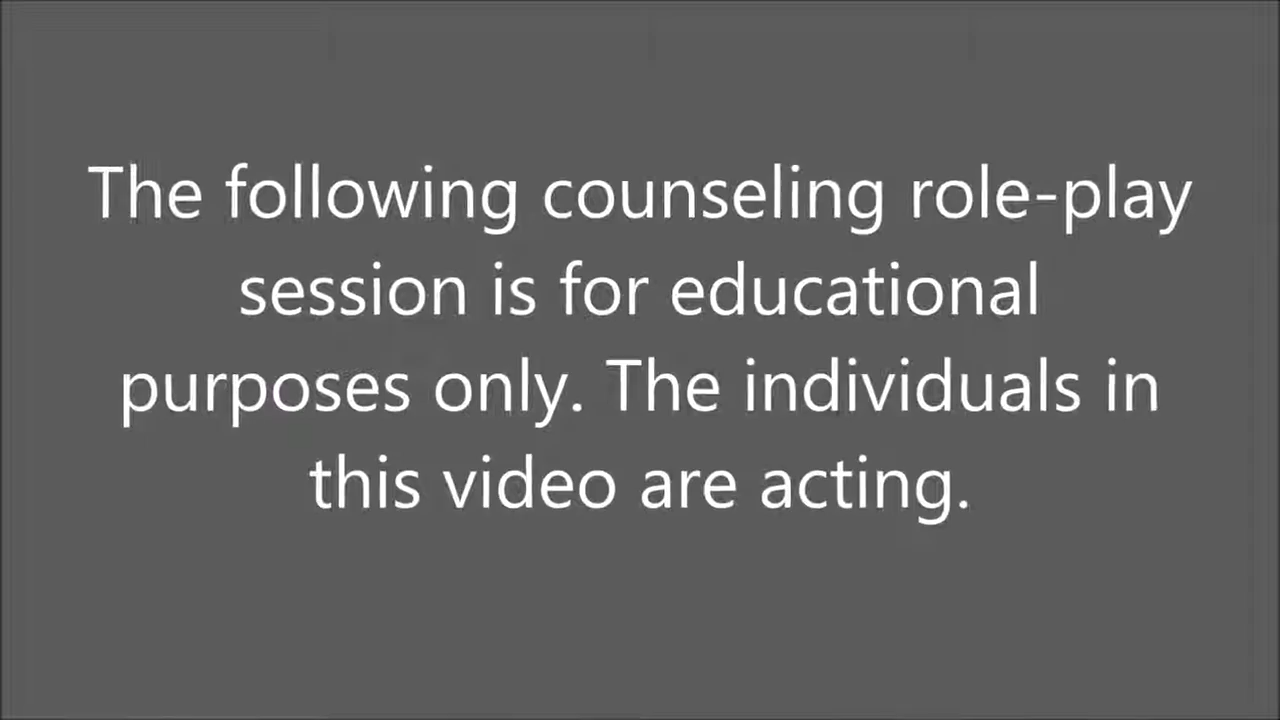 The following counseling role-play
session is for educational
purposes only. The individuals in
this video are acting.